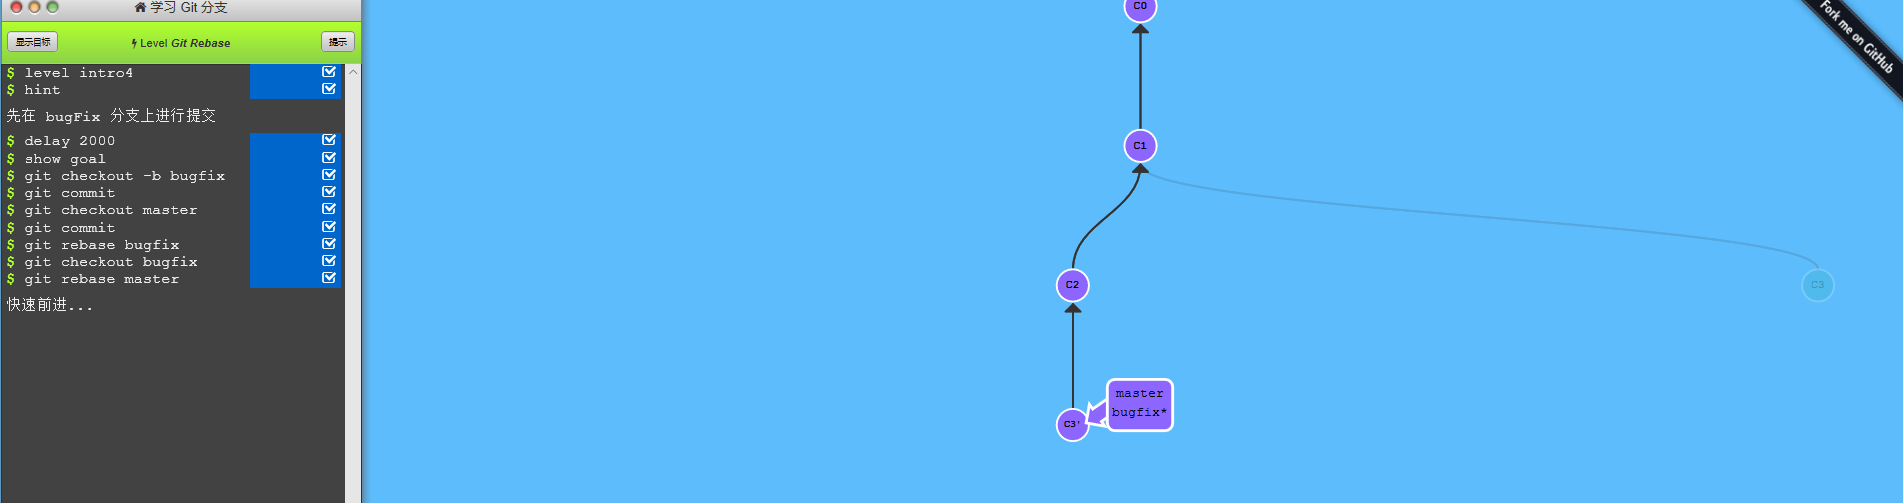 学习 Git 分支
显示目标
Level Git Rebase
提示
$ level intro4
$ hint
先在 bugFix 分支上进行提交
$ delay 2000
$ show goal
$ git checkout -b bugfix
$ git commit
$ git checkout master
$ git commit
$ git rebase bugfix
$ git checkout bugfix
$ git rebase master
快速前进...
C0
C1
C2
C3
C3'
master
bugfix*
Fork me on GitHub